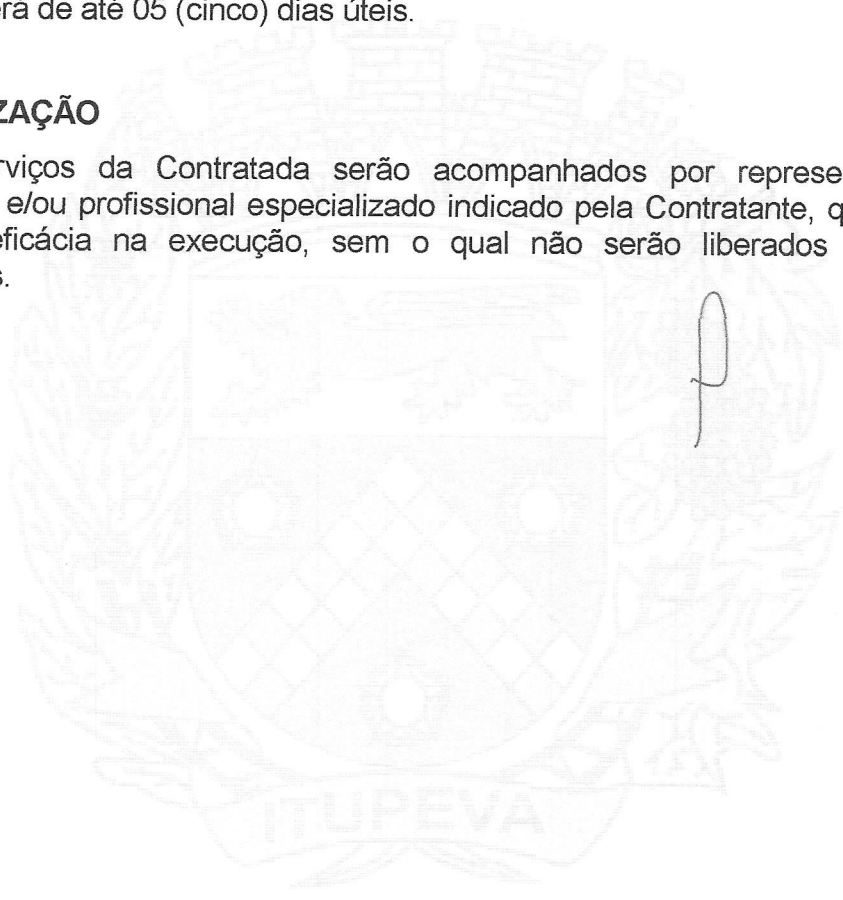 erá de até 05 (cinco) dias úteis.
ZAÇÃO
rviços da Contratada serão acompanhados por represe
e/ou profissional especializado indicado pela Contratante, q
eficácia na execução, sem o qual não serão liberados
s.
ITUPEVA